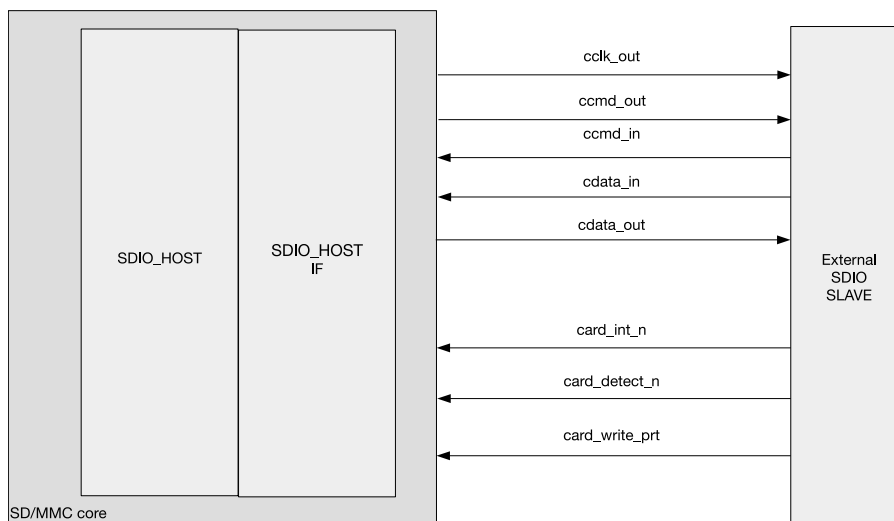 cclk_out
ccmd_out
ccmd_in
cdata_in
cdata_out
SDIO_HOST
SDIO_HOST
IF
External
SDIO
SLAVE
card_int_n
card_detect_n
card_write_prt
SD/MMC core